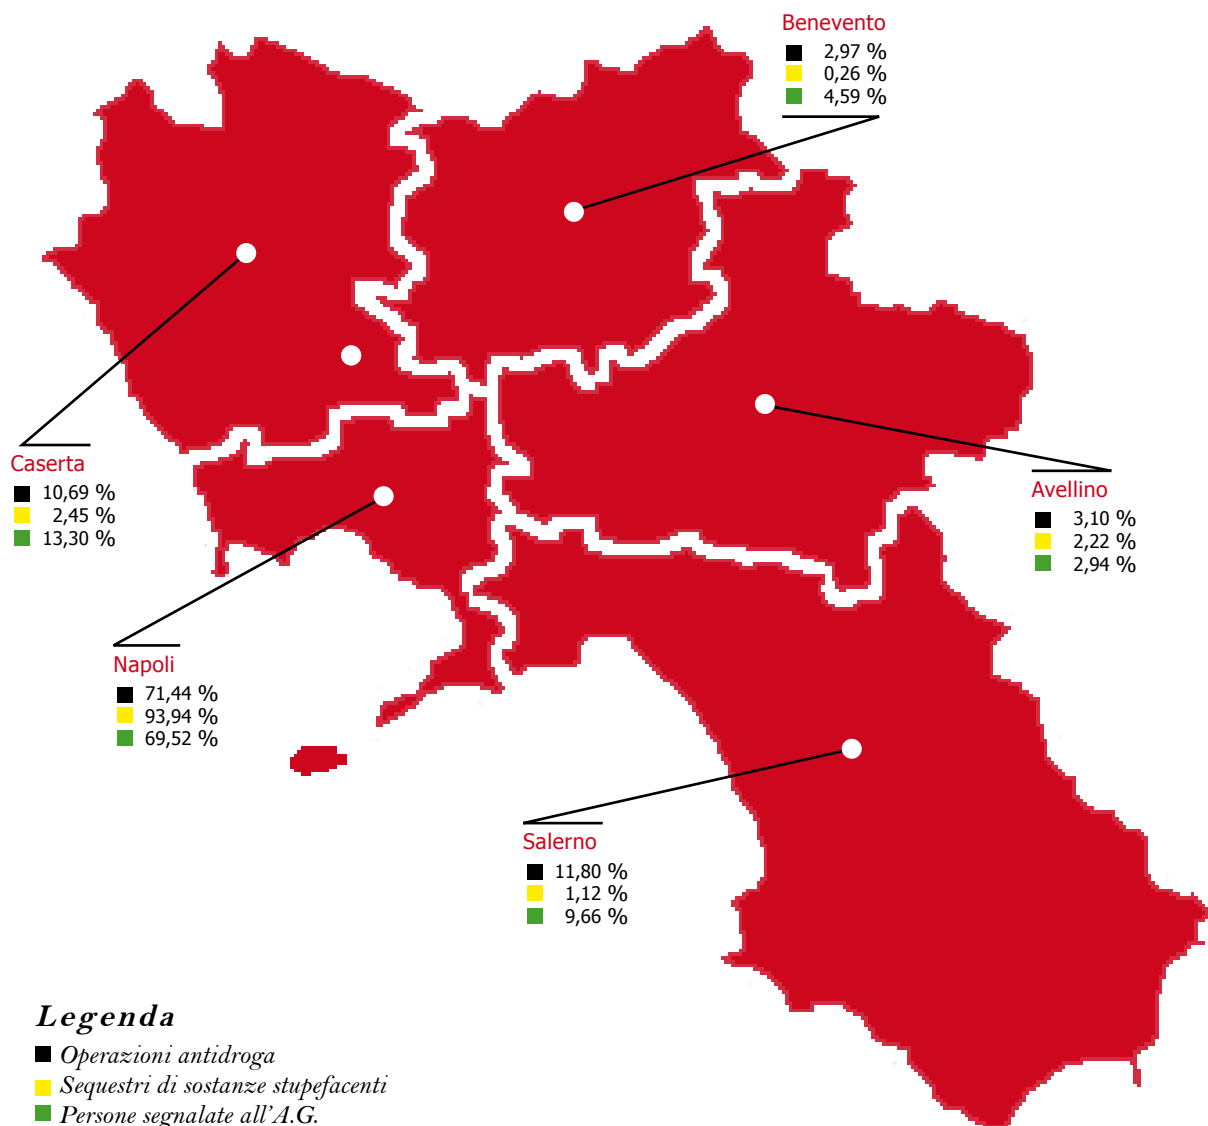 Benevento
2,97 %
0,26 %
4,59 %
Caserta
10,69 %
2,45 %
13,30 %
Avellino
3,10 %
2,22 %
2,94 %
Napoli
71,44 %
93,94 %
69,52 %
Salerno
11,80 %
1,12 %
9,66 %
Legenda
Operazioni antidroga
Sequestri di sostanze stupefacenti
Persone segnalate all'A.G.